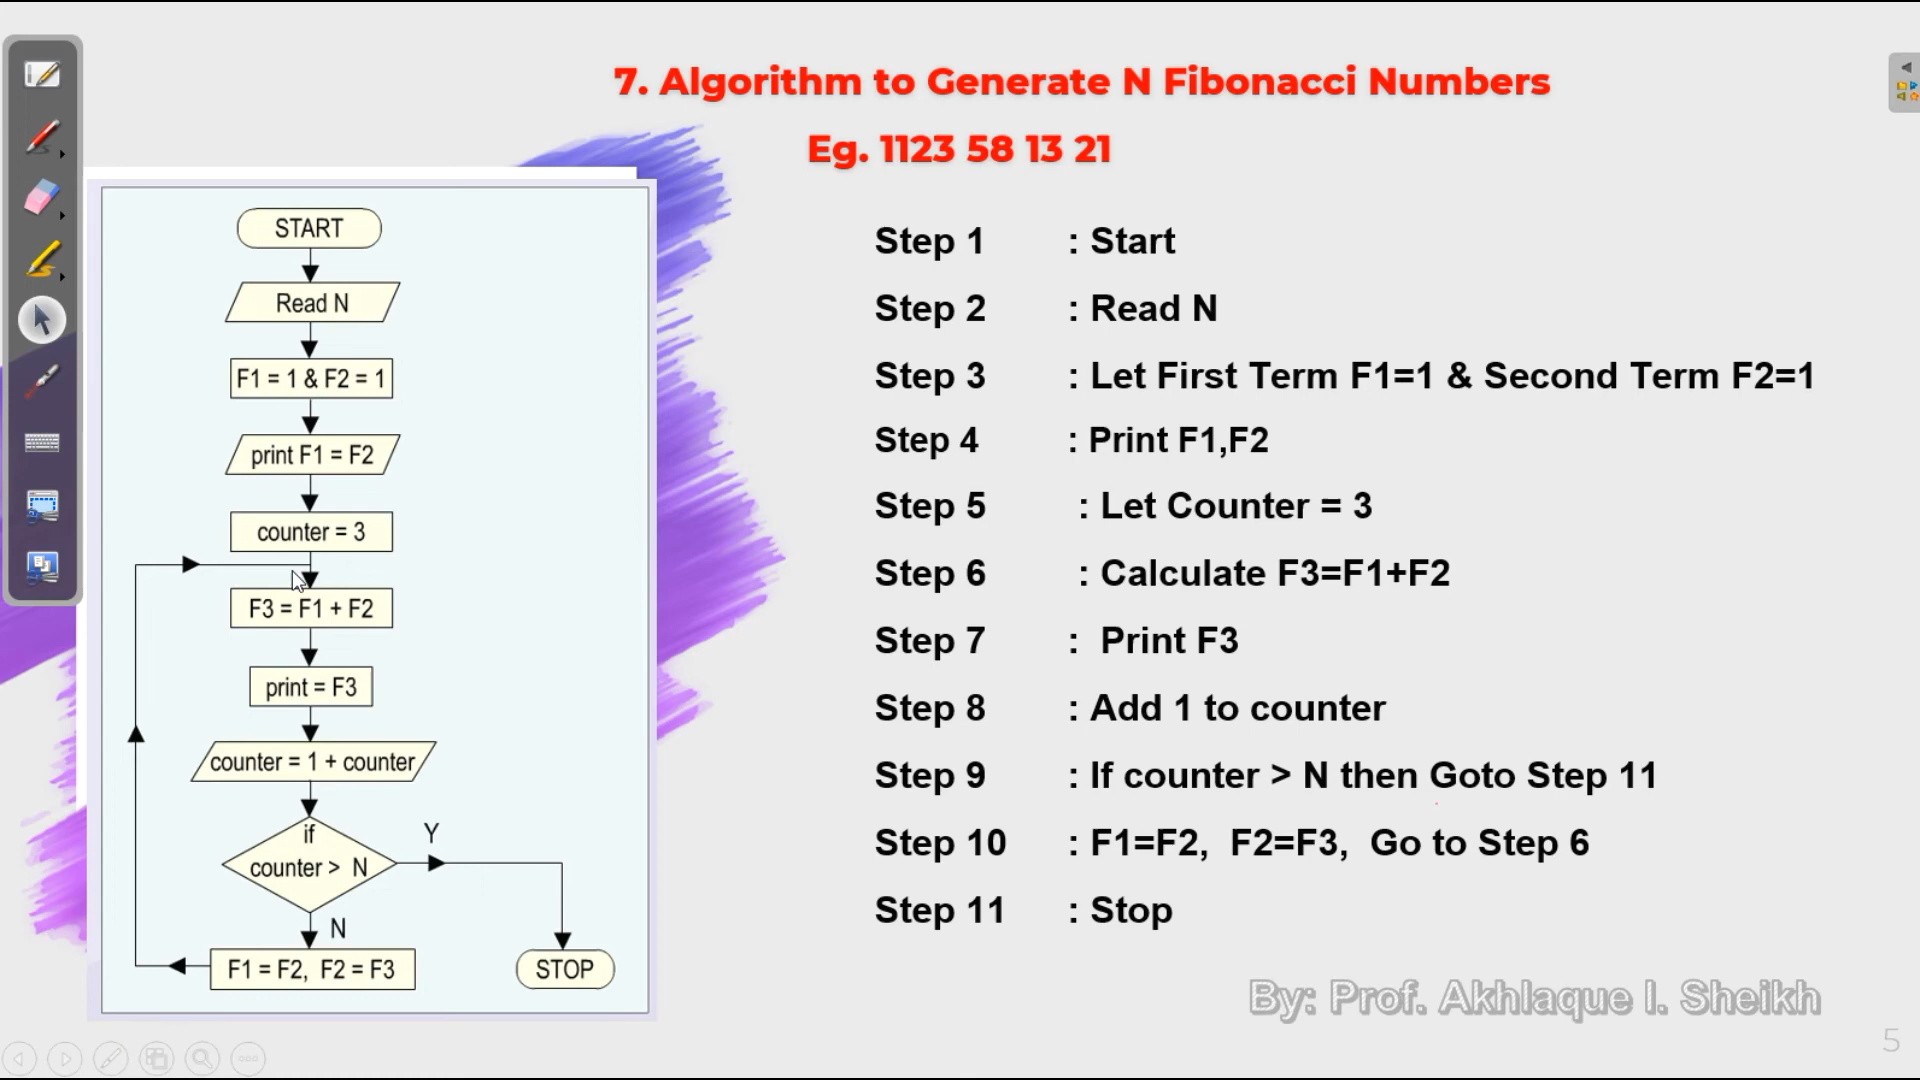 7. Algorithm to Generate N Fibonacci Numbers
Eg. 1123 58 13 21
START
Read N
F1 = 1 & F2 = 1
print F1 = F2
counter = 3
F3 = F1 + F2
print = F3
counter = 1 + counter
if
counter > N
Y
N
F1 = F2, F2 = F3
STOP
Step 1 : Start
Step 2 : Read N
Step 3 : Let First Term F1=1 & Second Term F2=1
Step 4 : Print F1,F2
Step 5 : Let Counter = 3
Step 6 : Calculate F3=F1+F2
Step 7 : Print F3
Step 8 : Add 1 to counter
Step 9 : If counter > N then Goto Step 11
Step 10 : F1=F2, F2=F3, Go to Step 6
Step 11 : Stop
By: Prof. Akhlaque I. Sheikh
5